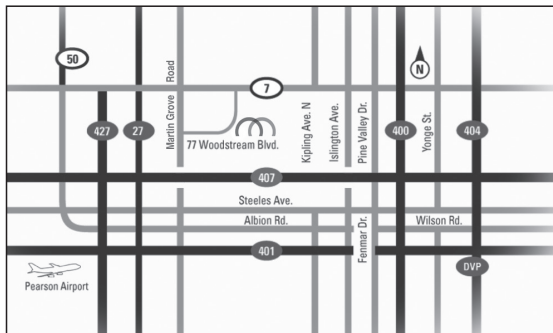 50
Martin Grove Road
7
N
427
27
77 Woodstream Blvd.
Kipling Ave. N
Islington Ave.
Pine Valley Dr.
400
Yonge St.
404
407
Steeles Ave.
Albion Rd.
Fenmar Dr.
Wilson Rd.
401
DVP
Pearson Airport